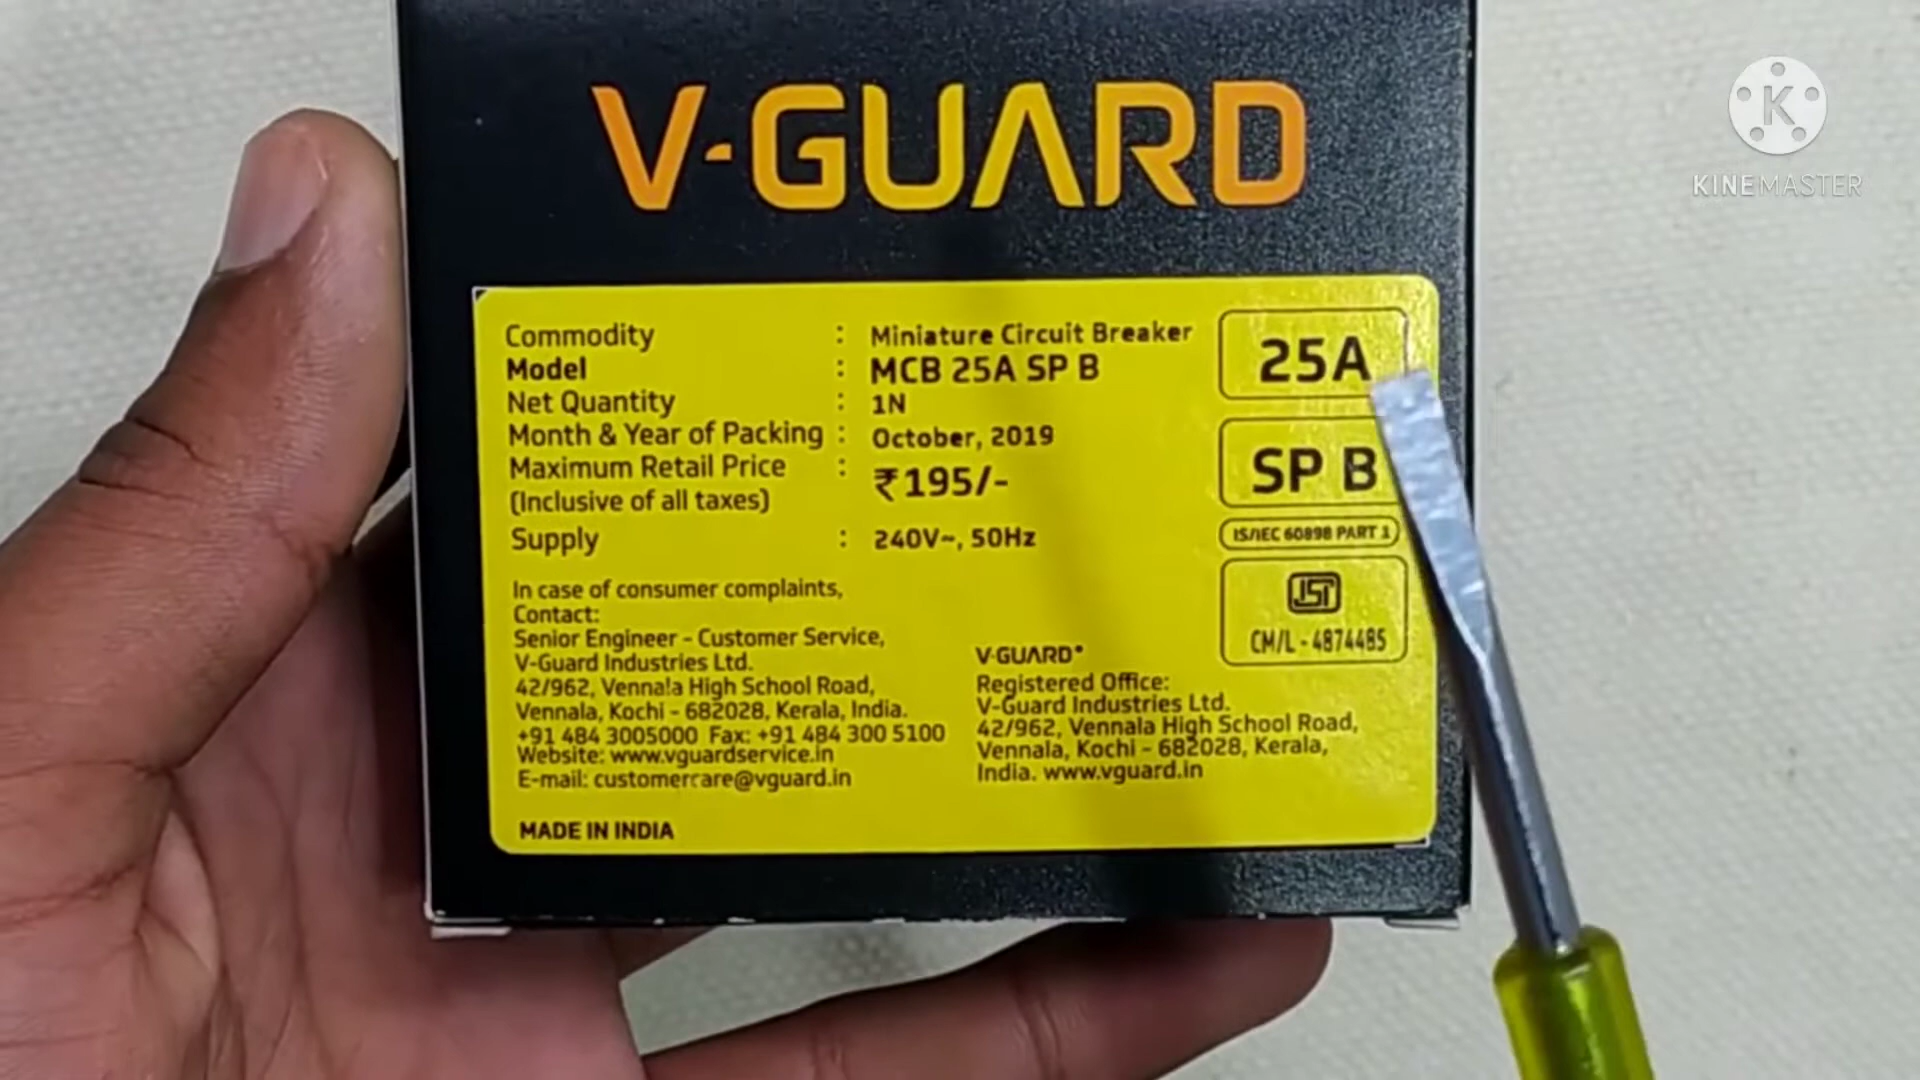 V-GUARD
Commodity : Miniature Circuit Breaker
Model : MCB 25A SP B
Net Quantity : 1N
Month & Year of Packing : October, 2019
Maximum Retail Price : ₹195/-
(Inclusive of all taxes)
Supply : 240V~, 50Hz
25A
SP B
IS/IEC 60898 PART 1
ISI
CM/L - 4874485
In case of consumer complaints,
Contact:
Senior Engineer - Customer Service,
V-Guard Industries Ltd.
42/962, Vennala High School Road,
Vennala, Kochi - 682028, Kerala, India.
+91 484 3005000 Fax: +91 484 300 5100
Website: www.vguardservice.in
E-mail: customercare@vguard.in
V-GUARD®
Registered Office:
V-Guard Industries Ltd.
42/962, Vennala High School Road,
Vennala, Kochi - 682028, Kerala,
India. www.vguard.in
MADE IN INDIA
K
KINEMASTER